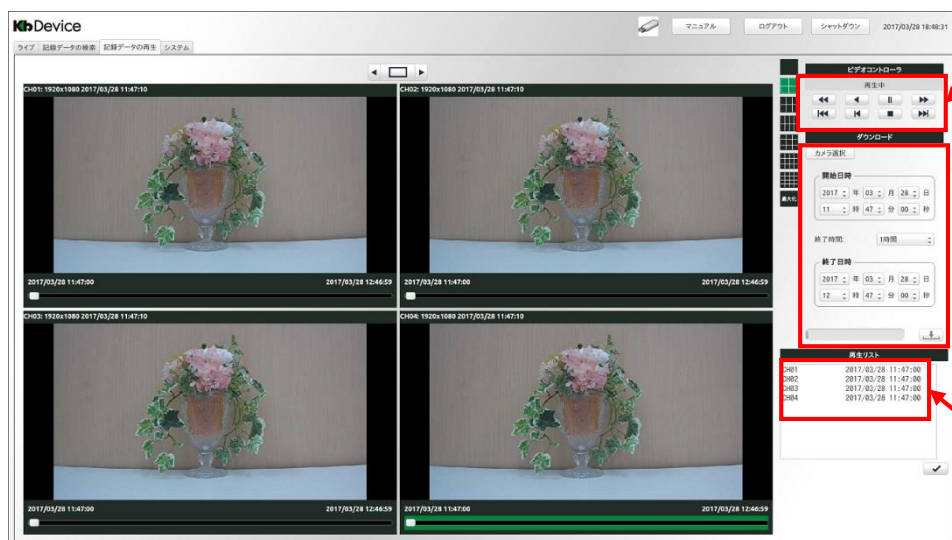 KbDevice
マニュアル ログアウト シャットダウン 2017/03/28 18:48:31
ライブ 記録データの検索 記録データの再生 システム
CH01: 1920x1080 2017/03/28 11:47:10
CH02: 1920x1080 2017/03/28 11:47:10
2017/03/28 11:47:00 2017/03/28 12:46:59
2017/03/28 11:47:00 2017/03/28 12:46:59
CH03: 1920x1080 2017/03/28 11:47:10
CH04: 1920x1080 2017/03/28 11:47:10
2017/03/28 11:47:00 2017/03/28 12:46:59
2017/03/28 11:47:00 2017/03/28 12:46:59
最大化
ビデオコントローラ
再生中
ダウンロード
カメラ選択
開始日時
2017 年 03 月 28 日
11 時 47 分 00 秒
終了時間: 1時間
終了日時
2017 年 03 月 28 日
12 時 47 分 00 秒
再生リスト
CH01 2017/03/28 11:47:00
CH02 2017/03/28 11:47:00
CH03 2017/03/28 11:47:00
CH04 2017/03/28 11:47:00